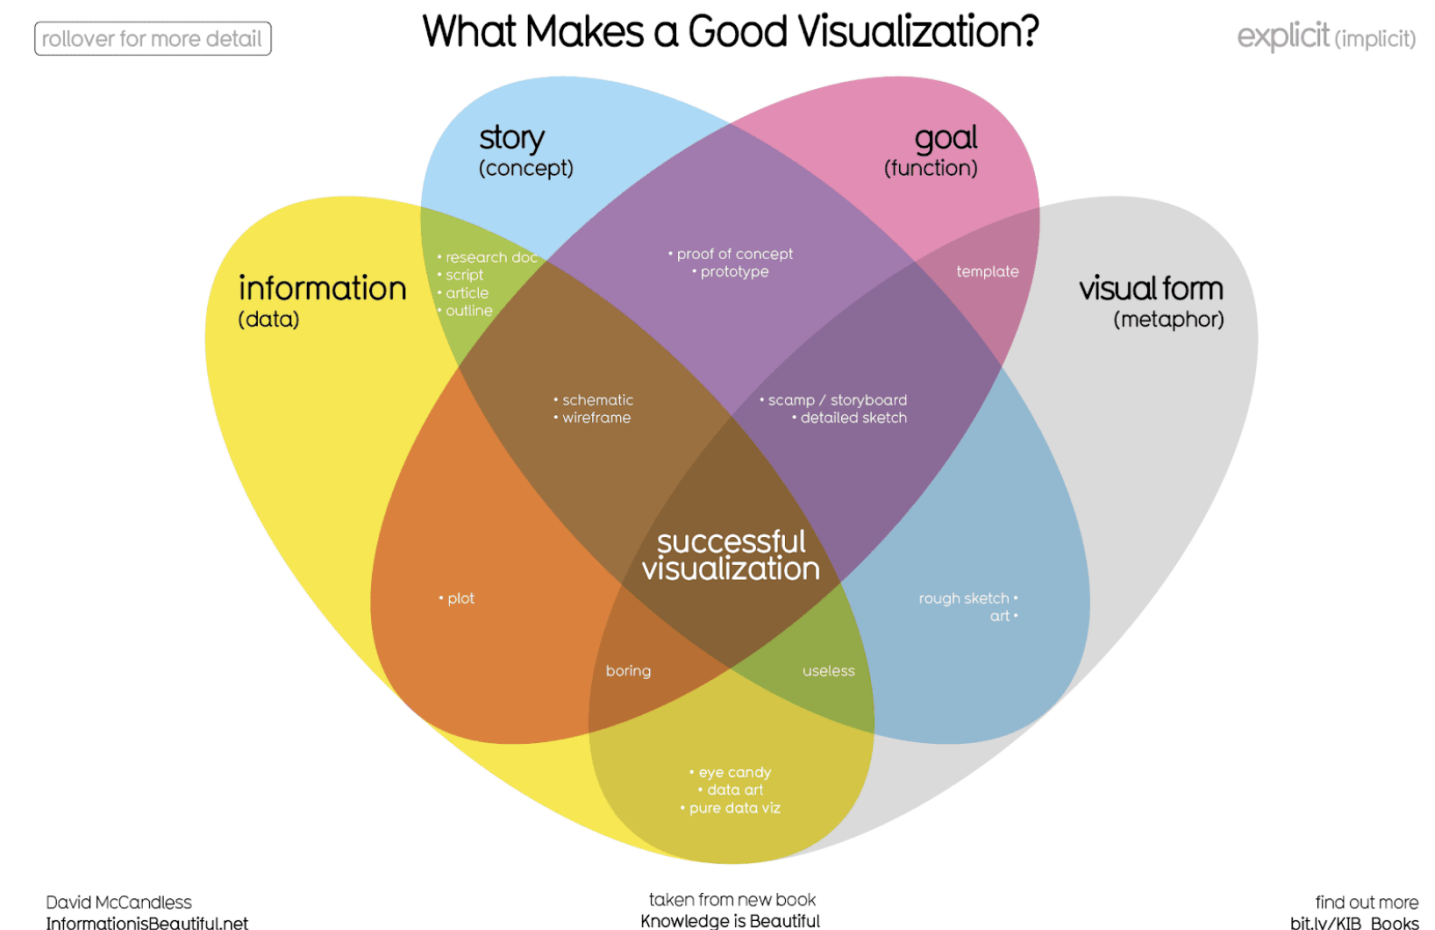 rollover for more detail
What Makes a Good Visualization?
explicit (implicit)
story
(concept)
goal
(function)
information
(data)
visual form
(metaphor)
• research doc
• script
• article
• outline
• proof of concept
• prototype
template
• schematic
• wireframe
• scamp / storyboard
• detailed sketch
successful
visualization
• plot
rough sketch •
art •
boring
useless
• eye candy
• data art
• pure data viz
David McCandless
InformationisBeautiful.net
taken from new book
Knowledge is Beautiful
find out more
bit.ly/KIB_Books